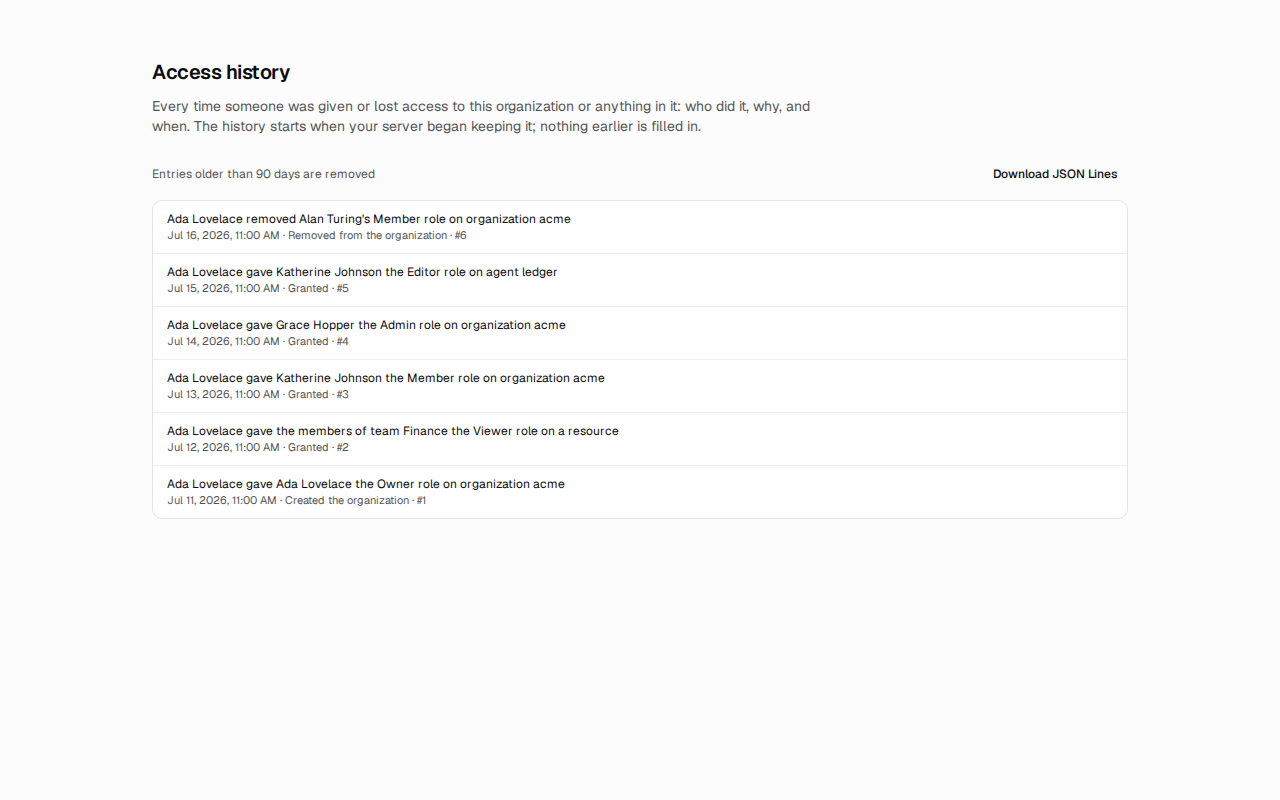 Access history
Every time someone was given or lost access to this organization or anything in it: who did it, why, and
when. The history starts when your server began keeping it; nothing earlier is filled in.
Entries older than 90 days are removed
Download JSON Lines
Ada Lovelace removed Alan Turing's Member role on organization acme
Jul 16, 2026, 11:00 AM · Removed from the organization · #6
Ada Lovelace gave Katherine Johnson the Editor role on agent ledger
Jul 15, 2026, 11:00 AM · Granted · #5
Ada Lovelace gave Grace Hopper the Admin role on organization acme
Jul 14, 2026, 11:00 AM · Granted · #4
Ada Lovelace gave Katherine Johnson the Member role on organization acme
Jul 13, 2026, 11:00 AM · Granted · #3
Ada Lovelace gave the members of team Finance the Viewer role on a resource
Jul 12, 2026, 11:00 AM · Granted · #2
Ada Lovelace gave Ada Lovelace the Owner role on organization acme
Jul 11, 2026, 11:00 AM · Created the organization · #1